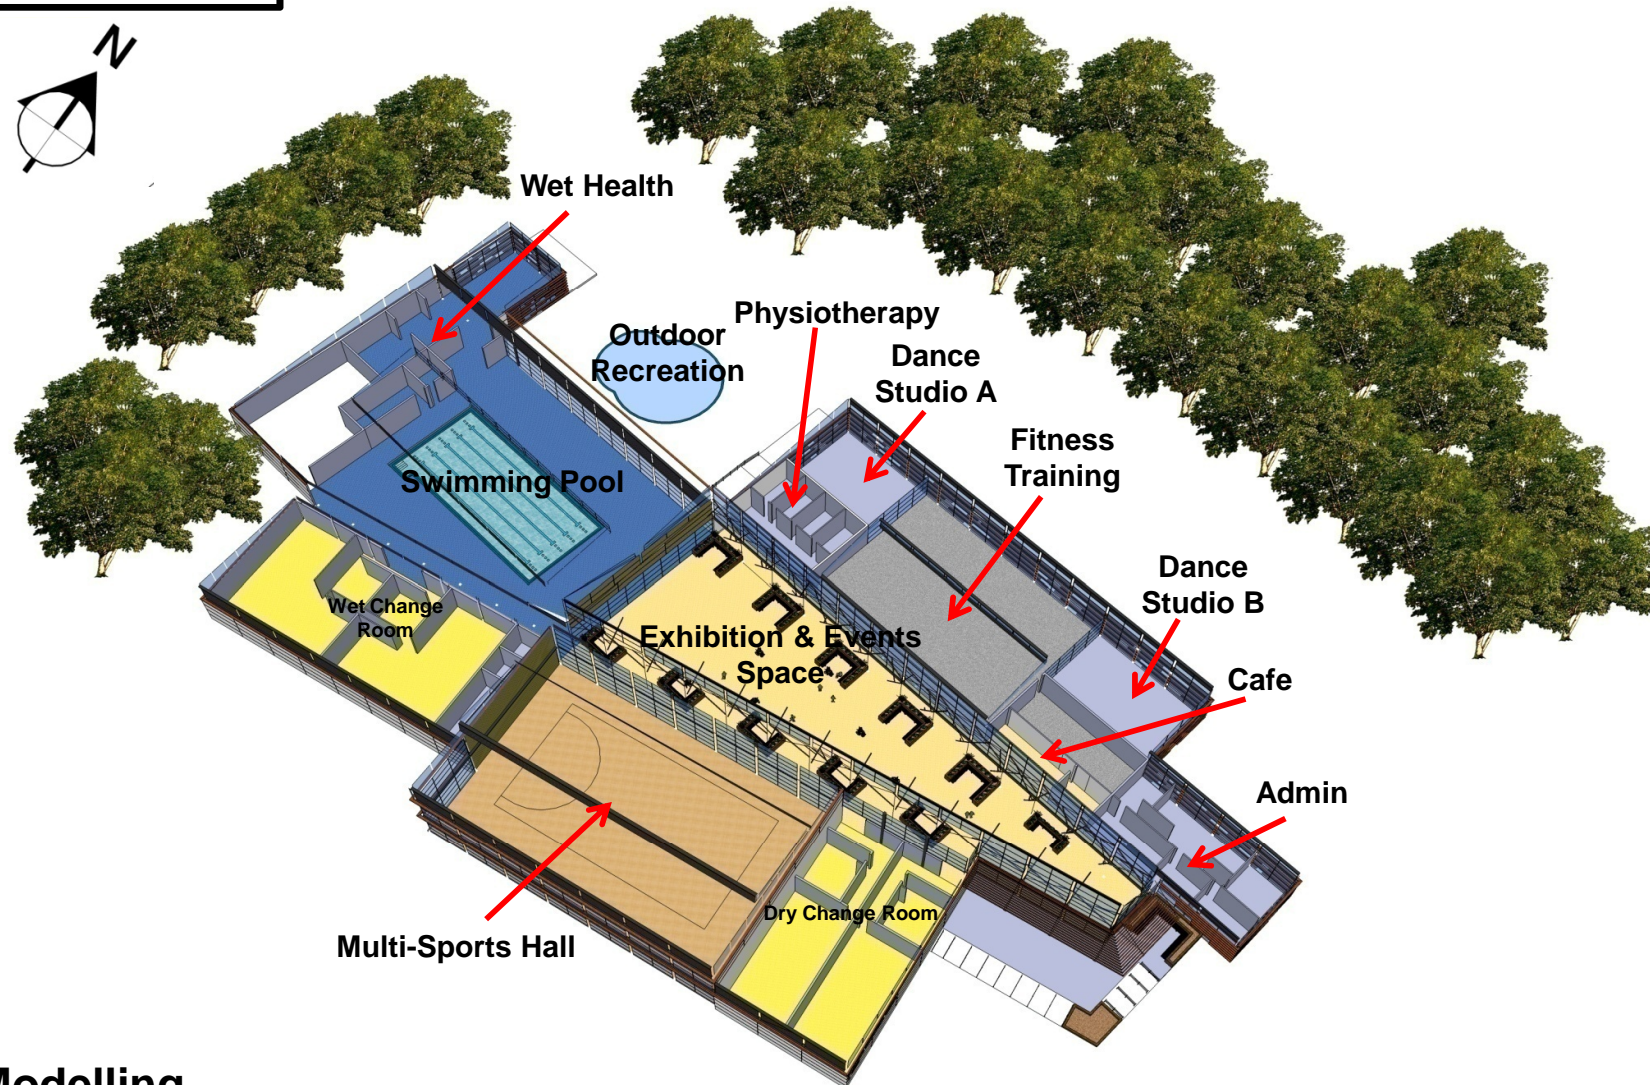 N
Wet Health
Physiotherapy
Outdoor
Recreation
Dance
Studio A
Fitness
Training
Swimming Pool
Dance
Studio B
Wet Change
Room
Exhibition & Events
Space
Cafe
Admin
Dry Change Room
Multi-Sports Hall
Modelling